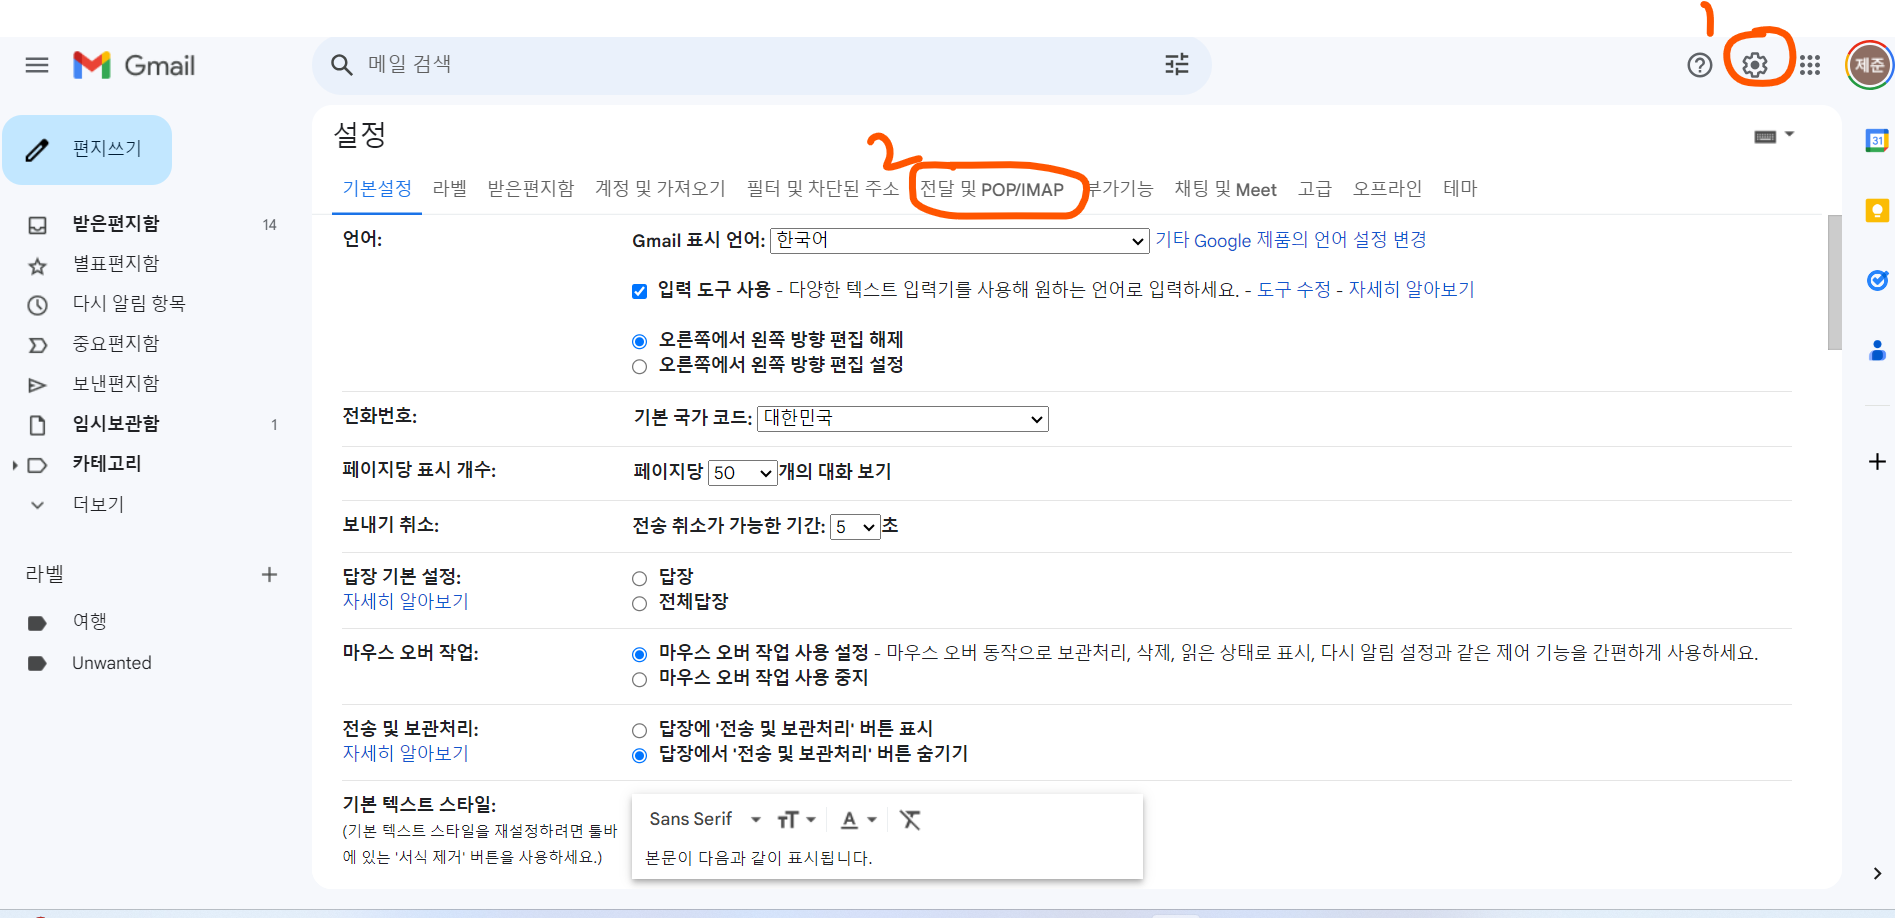 1
Gmail
메일 검색
제준
편지쓰기
설정
31
2
기본설정 라벨 받은편지함 계정 및 가져오기 필터 및 차단된 주소 전달 및 POP/IMAP 부가기능 채팅 및 Meet 고급 오프라인 테마
받은편지함 14
별표편지함
다시 알림 항목
중요편지함
보낸편지함
임시보관함 1
카테고리
더보기
라벨
여행
Unwanted
언어: Gmail 표시 언어: 한국어 기타 Google 제품의 언어 설정 변경
입력 도구 사용 - 다양한 텍스트 입력기를 사용해 원하는 언어로 입력하세요. - 도구 수정 - 자세히 알아보기
오른쪽에서 왼쪽 방향 편집 해제
오른쪽에서 왼쪽 방향 편집 설정
전화번호: 기본 국가 코드: 대한민국
페이지당 표시 개수: 페이지당 50 개의 대화 보기
보내기 취소: 전송 취소가 가능한 기간: 5 초
답장 기본 설정: 답장
자세히 알아보기 전체답장
마우스 오버 작업: 마우스 오버 작업 사용 설정 - 마우스 오버 동작으로 보관처리, 삭제, 읽은 상태로 표시, 다시 알림 설정과 같은 제어 기능을 간편하게 사용하세요.
마우스 오버 작업 사용 중지
전송 및 보관처리: 답장에 '전송 및 보관처리' 버튼 표시
자세히 알아보기 답장에서 '전송 및 보관처리' 버튼 숨기기
기본 텍스트 스타일: Sans Serif
(기본 텍스트 스타일을 재설정하려면 툴바
에 있는 '서식 제거' 버튼을 사용하세요.) 본문이 다음과 같이 표시됩니다.